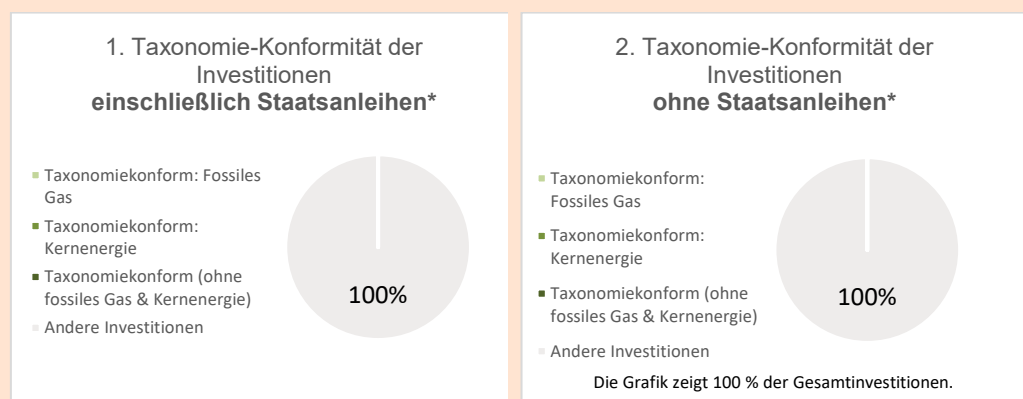 1. Taxonomie-Konformität der
Investitionen
einschließlich Staatsanleihen*
Taxonomiekonform: Fossiles
Gas
Taxonomiekonform:
Kernenergie
Taxonomiekonform (ohne
fossiles Gas & Kernenergie)
Andere Investitionen
100%
2. Taxonomie-Konformität der
Investitionen
ohne Staatsanleihen*
Taxonomiekonform:
Fossiles Gas
Taxonomiekonform:
Kernenergie
Taxonomiekonform (ohne
fossiles Gas & Kernenergie)
Andere Investitionen
100%
Die Grafik zeigt 100 % der Gesamtinvestitionen.